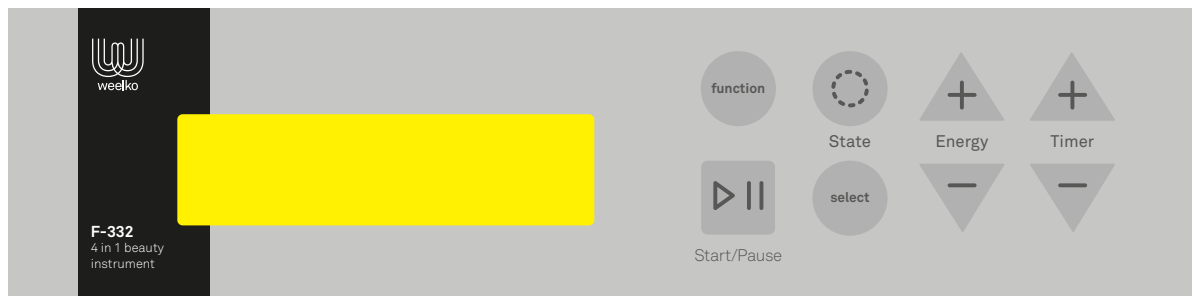 weelko
F-332
4 in 1 beauty
instrument
function
State
Energy
Timer
select
Start/Pause